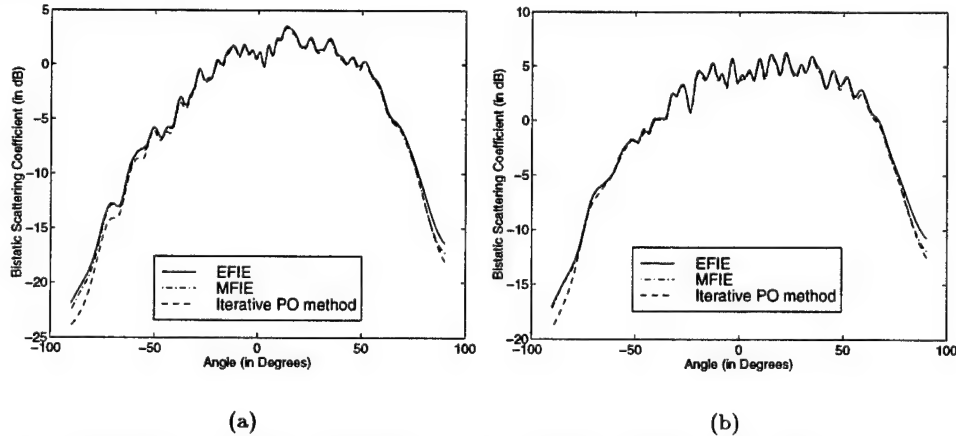 5
0
−5
−10
−15
−20
−25
−100
−50
0
50
100
Bistatic Scattering Coefficient (in dB)
Angle (in Degrees)
EFIE
MFIE
Iterative PO method
(a)
10
5
0
−5
−10
−15
−20
−100
−50
0
50
100
Bistatic Scattering Coefficient (in dB)
Angle (in Degrees)
EFIE
MFIE
Iterative PO method
(b)